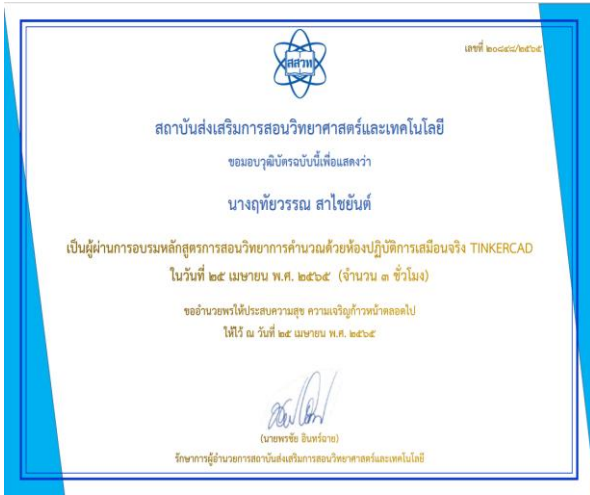 เลขที่ ๒๐๘๔๘/๒๕๖๕
สสวท
สถาบันส่งเสริมการสอนวิทยาศาสตร์และเทคโนโลยี
ขอมอบวุฒิบัตรฉบับนี้เพื่อแสดงว่า
นางฤทัยวรรณ สาไชยันต์
เป็นผู้ผ่านการอบรมหลักสูตรการสอนวิทยาการคำนวณด้วยห้องปฏิบัติการเสมือนจริง TINKERCAD
ในวันที่ ๒๕ เมษายน พ.ศ. ๒๕๖๕ (จำนวน ๓ ชั่วโมง)
ขออำนวยพรให้ประสบความสุข ความเจริญก้าวหน้าตลอดไป
ให้ไว้ ณ วันที่ ๒๕ เมษายน พ.ศ. ๒๕๖๕
(นายพรชัย อินทร์ฉาย)
รักษาการผู้อำนวยการสถาบันส่งเสริมการสอนวิทยาศาสตร์และเทคโนโลยี